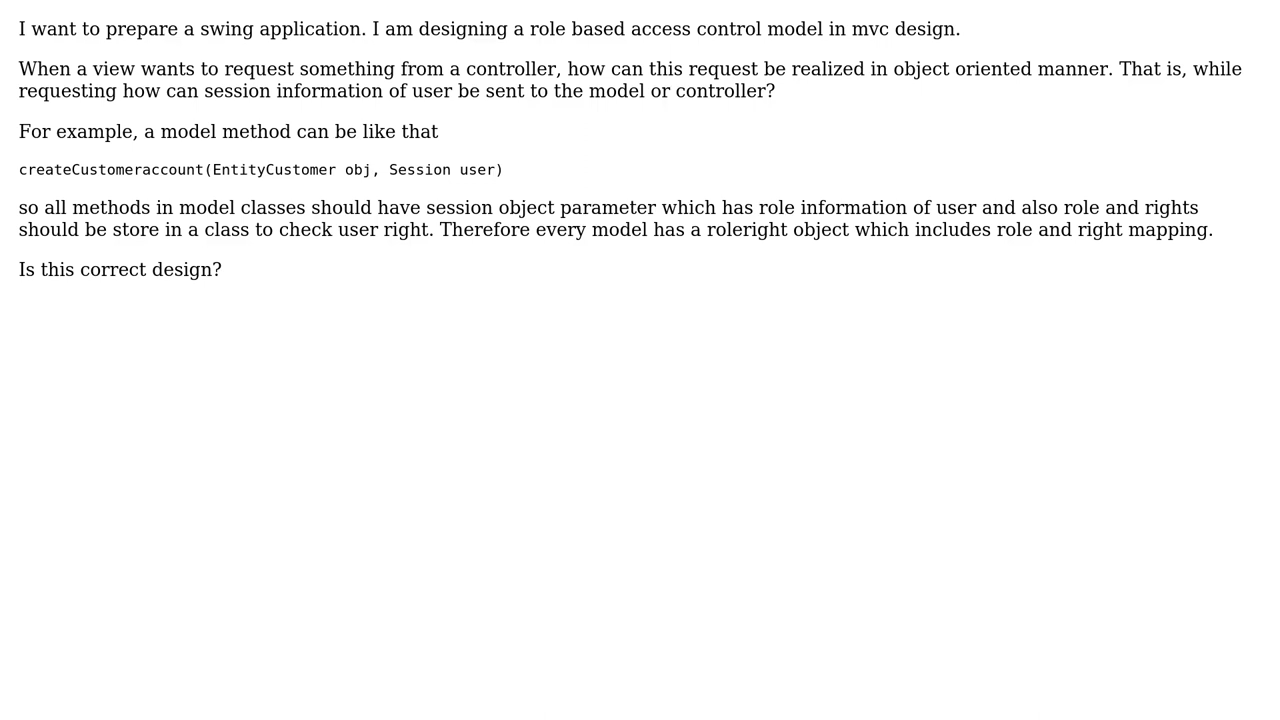 I want to prepare a swing application. I am designing a role based access control model in mvc design.
When a view wants to request something from a controller, how can this request be realized in object oriented manner. That is, while
requesting how can session information of user be sent to the model or controller?
For example, a model method can be like that
createCustomeraccount(EntityCustomer obj, Session user)
so all methods in model classes should have session object parameter which has role information of user and also role and rights
should be store in a class to check user right. Therefore every model has a roleright object which includes role and right mapping.
Is this correct design?